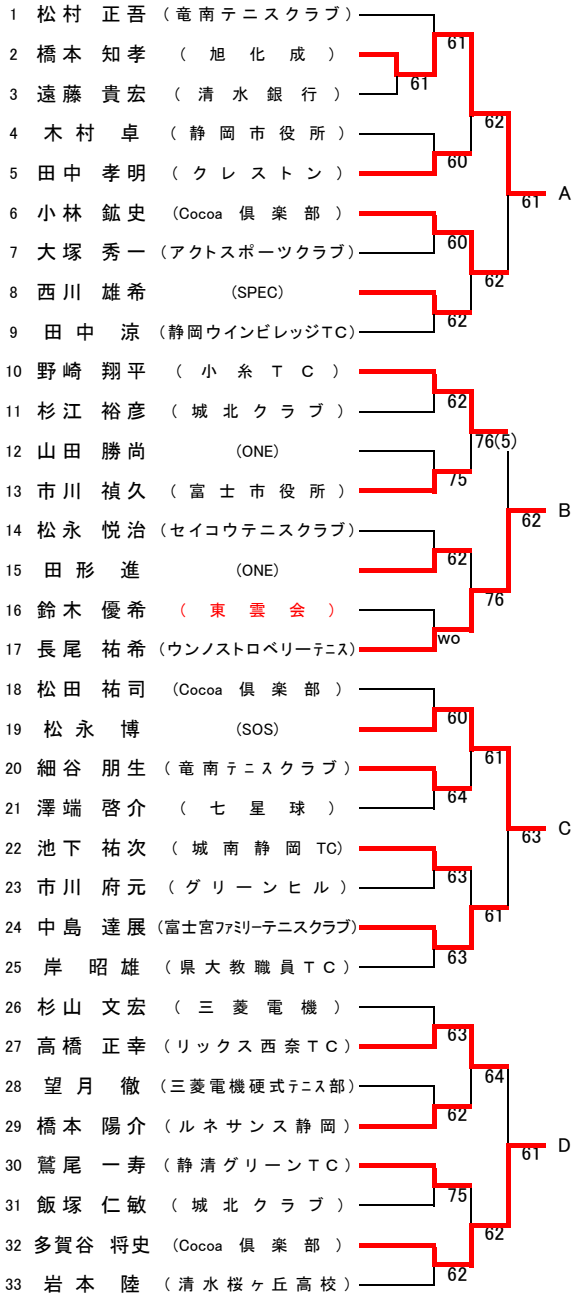 1 松村 正吾 (竜南テニスクラブ)
61
2 橋本 知孝 (旭化成)
61
3 遠藤 貴宏 (清水銀行)
62
4 木村 卓 (静岡市役所)
60
5 田中 孝明 (クレストン)
61 A
6 小林 鉱史 (Cocoa 倶楽部)
60
7 大塚 秀一 (アクトスポーツクラブ)
62
8 西川 雄希 (SPEC)
62
9 田中 涼 (静岡ウインビレッジTC)
10 野崎 翔平 (小糸TC)
62
11 杉江 裕彦 (城北クラブ)
76(5)
12 山田 勝尚 (ONE)
75
13 市川 禎久 (富士市役所)
62 B
14 松永 悦治 (セイコウテニスクラブ)
62
15 田形 進 (ONE)
76
16 鈴木 優希 (東雲会)
wo
17 長尾 祐希 (ウンノストロベリーテニス)
18 松田 祐司 (Cocoa 倶楽部)
60
19 松永 博 (SOS)
61
20 細谷 朋生 (竜南テニスクラブ)
64
21 澤端 啓介 (七星球)
63 C
22 池下 祐次 (城南静岡 TC)
63
23 市川 府元 (グリーンヒル)
61
24 中島 達展 (富士宮ファミリーテニスクラブ)
63
25 岸 昭雄 (県大教職員TC)
26 杉山 文宏 (三菱電機)
63
27 高橋 正幸 (リックス西奈TC)
64
28 望月 徹 (三菱電機硬式テニス部)
62
29 橋本 陽介 (ルネサンス静岡)
61 D
30 鷲尾 一寿 (静清グリーンTC)
75
31 飯塚 仁敏 (城北クラブ)
62
32 多賀谷 将史 (Cocoa 倶楽部)
62
33 岩本 陸 (清水桜ヶ丘高校)